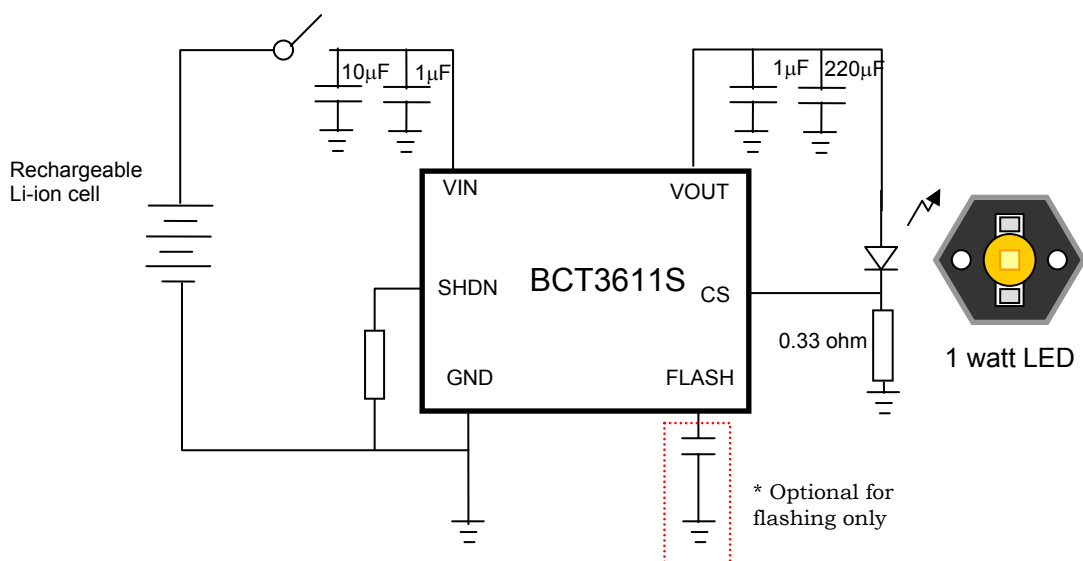 10μF
1μF
1μF
220μF
Rechargeable
Li-ion cell
VIN
VOUT
SHDN
BCT3611S
CS
0.33 ohm
1 watt LED
GND
FLASH
* Optional for
flashing only